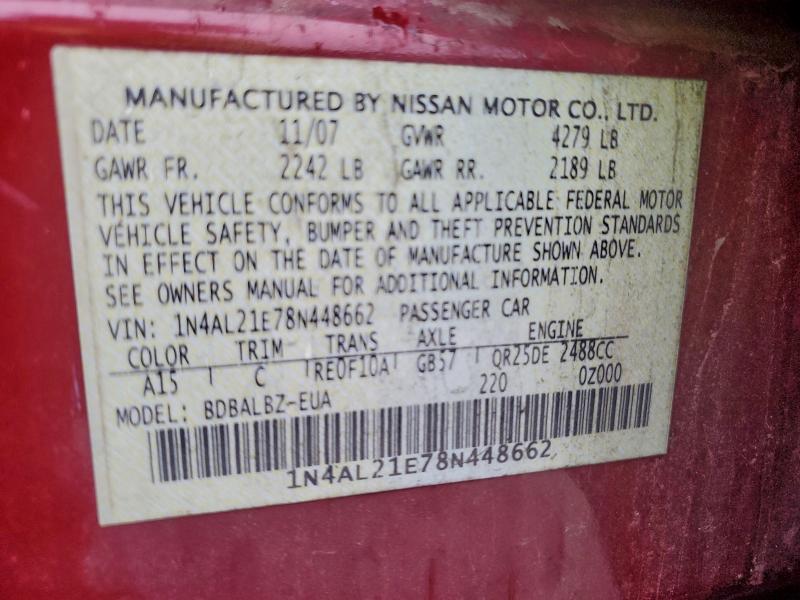 MANUFACTURED BY NISSAN MOTOR CO., LTD.
DATE 11/07 GVWR 4279 LB
GAWR FR. 2242 LB GAWR RR. 2189 LB
THIS VEHICLE CONFORMS TO ALL APPLICABLE FEDERAL MOTOR
VEHICLE SAFETY, BUMPER AND THEFT PREVENTION STANDARDS
IN EFFECT ON THE DATE OF MANUFACTURE SHOWN ABOVE.
SEE OWNERS MANUAL FOR ADDITIONAL INFORMATION.
VIN: 1N4AL21E78N448662 PASSENGER CAR
COLOR TRIM TRANS AXLE ENGINE
A15 C RE0F10A GB57 QR25DE 2488CC
220 0Z000
MODEL: BDBALBZ-EUA
1N4AL21E78N448662